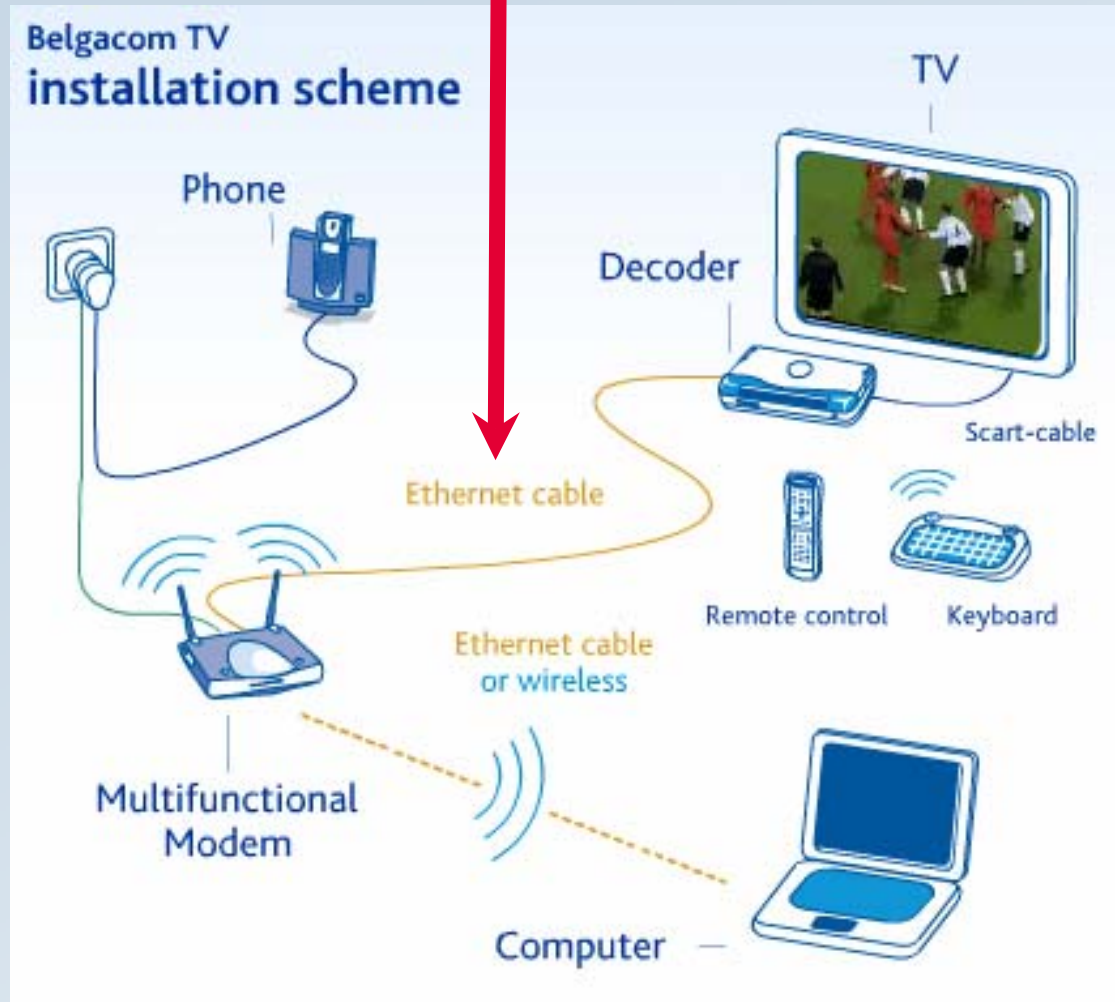 Belgacom TV
installation scheme
TV
Phone
Decoder
Scart-cable
Ethernet cable
Remote control
Keyboard
Ethernet cable
or wireless
Multifunctional
Modem
Computer